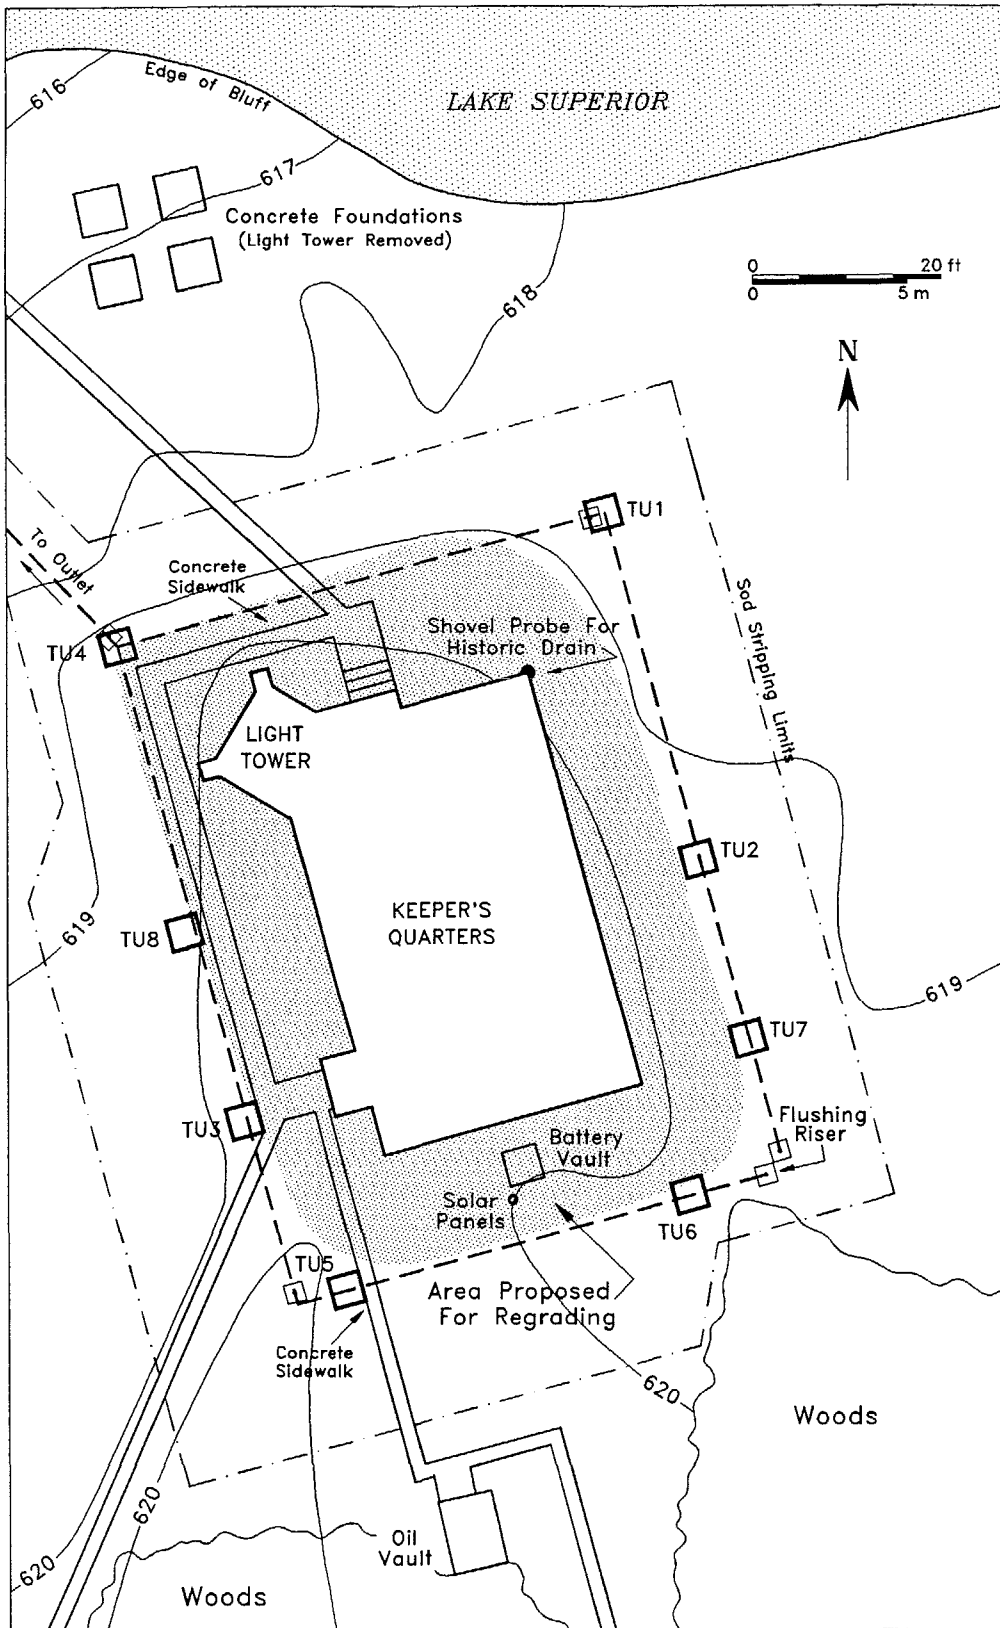 616
Edge of Bluff
LAKE SUPERIOR
617
Concrete Foundations
(Light Tower Removed)
618
0 20 ft
0 5 m
N
TU1
To Outlet
Concrete
Sidewalk
TU4
Shovel Probe For
Historic Drain
Sod Stripping Limits
LIGHT
TOWER
TU2
KEEPER'S
QUARTERS
TU8
619
619
TU7
TU3
Flushing
Riser
Battery
Vault
Solar
Panels
TU6
TU5
Area Proposed
For Regrading
Concrete
Sidewalk
620
Woods
620
620
Oil
Vault
Woods